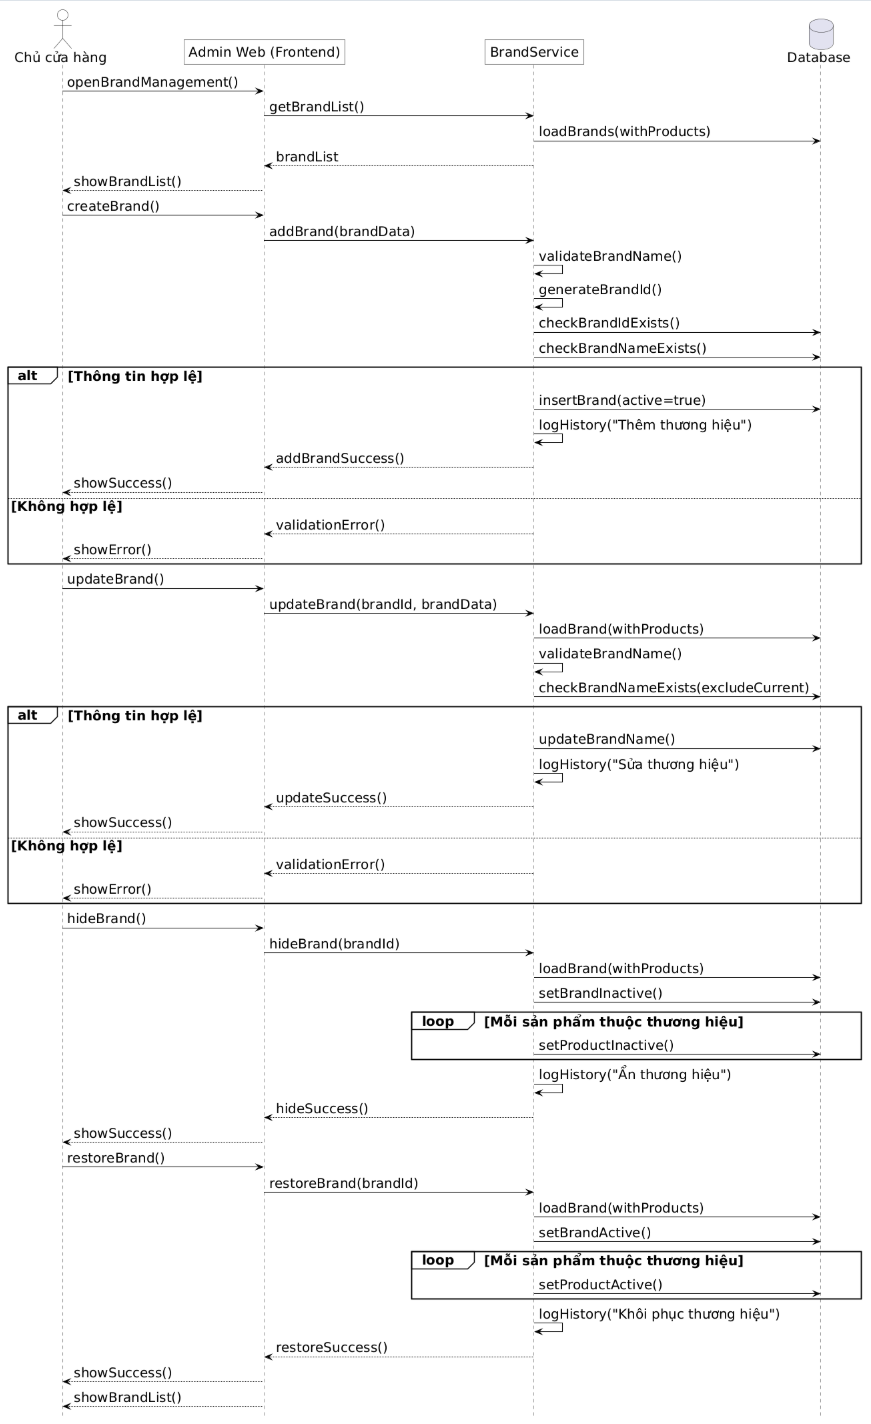 Chủ cửa hàng
Admin Web (Frontend)
BrandService
Database
openBrandManagement()
getBrandList()
loadBrands(withProducts)
brandList
showBrandList()
createBrand()
addBrand(brandData)
validateBrandName()
generateBrandId()
checkBrandIdExists()
checkBrandNameExists()
alt [Thông tin hợp lệ]
insertBrand(active=true)
logHistory("Thêm thương hiệu")
addBrandSuccess()
showSuccess()
[Không hợp lệ]
validationError()
showError()
updateBrand()
updateBrand(brandId, brandData)
loadBrand(withProducts)
validateBrandName()
checkBrandNameExists(excludeCurrent)
alt [Thông tin hợp lệ]
updateBrandName()
logHistory("Sửa thương hiệu")
updateSuccess()
showSuccess()
[Không hợp lệ]
validationError()
showError()
hideBrand()
hideBrand(brandId)
loadBrand(withProducts)
setBrandInactive()
loop [Mỗi sản phẩm thuộc thương hiệu]
setProductInactive()
logHistory("Ẩn thương hiệu")
hideSuccess()
showSuccess()
restoreBrand()
restoreBrand(brandId)
loadBrand(withProducts)
setBrandActive()
loop [Mỗi sản phẩm thuộc thương hiệu]
setProductActive()
logHistory("Khôi phục thương hiệu")
restoreSuccess()
showSuccess()
showBrandList()